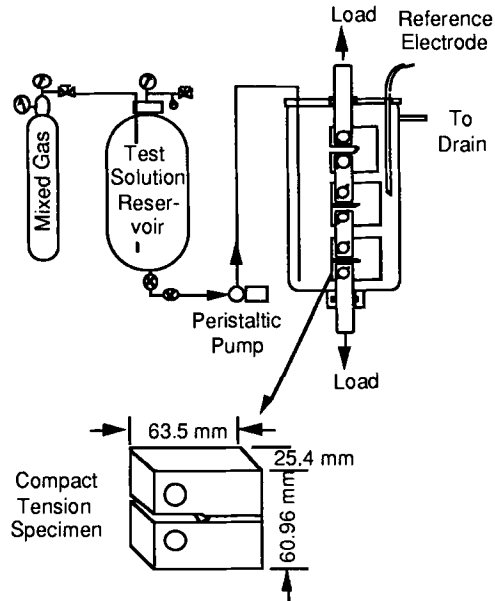 Load
Reference
Electrode
To
Drain
Mixed Gas
Test
Solution
Reser-
voir
Peristaltic
Pump
Load
63.5 mm
25.4 mm
60.96 mm
Compact
Tension
Specimen